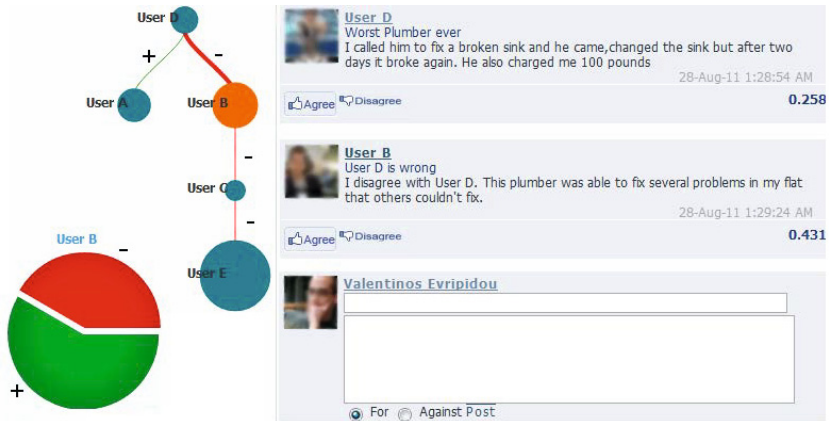 User D
+
-
User A
User B
-
User C
-
User E
User B
-
+
User D
Worst Plumber ever
I called him to fix a broken sink and he came,changed the sink but after two
days it broke again. He also charged me 100 pounds
28-Aug-11 1:28:54 AM
Agree Disagree
0.258
User B
User D is wrong
I disagree with User D. This plumber was able to fix several problems in my flat
that others couldn't fix.
28-Aug-11 1:29:24 AM
Agree Disagree
0.431
Valentinos Evripidou
For Against Post